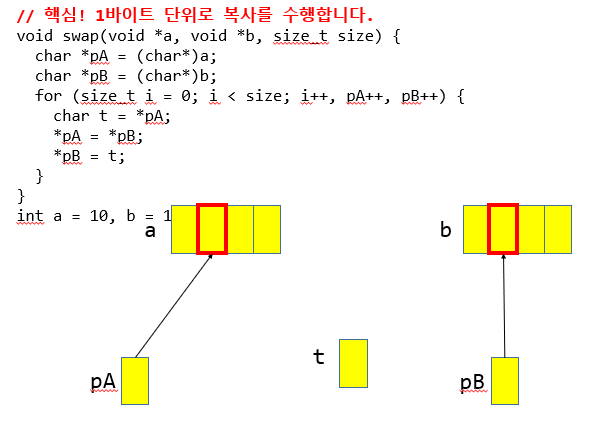 // 핵심! 1바이트 단위로 복사를 수행합니다.
void swap(void *a, void *b, size_t size) {
  char *pA = (char*)a;
  char *pB = (char*)b;
  for (size_t i = 0; i < size; i++, pA++, pB++) {
    char t = *pA;
    *pA = *pB;
    *pB = t;
  }
}
int a = 10, b = 1
a
b
t
pA
pB